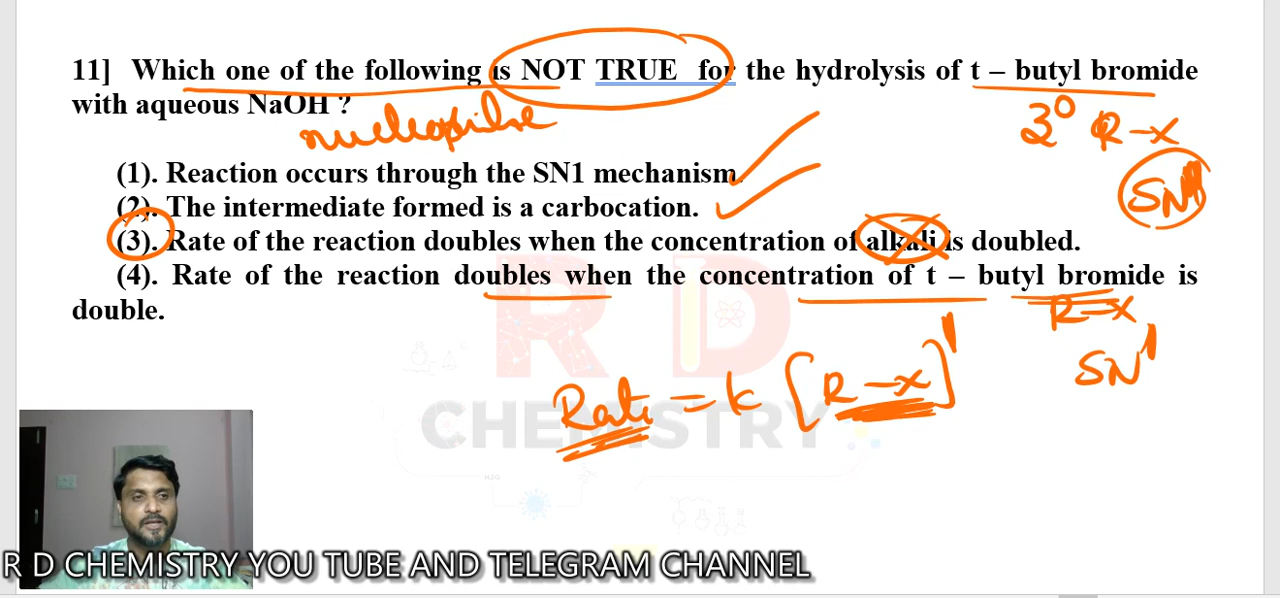 11] Which one of the following is NOT TRUE for the hydrolysis of t – butyl bromide
with aqueous NaOH ?
nucleophile
3⁰ R–X
(1). Reaction occurs through the SN1 mechanism.
SN1
(2). The intermediate formed is a carbocation.
(3). Rate of the reaction doubles when the concentration of alkali is doubled.
(4). Rate of the reaction doubles when the concentration of t – butyl bromide is
double.
R–X
SN1
Rate = k [R–X]¹
R D
CHEMISTRY
H2O
R D CHEMISTRY YOU TUBE AND TELEGRAM CHANNEL